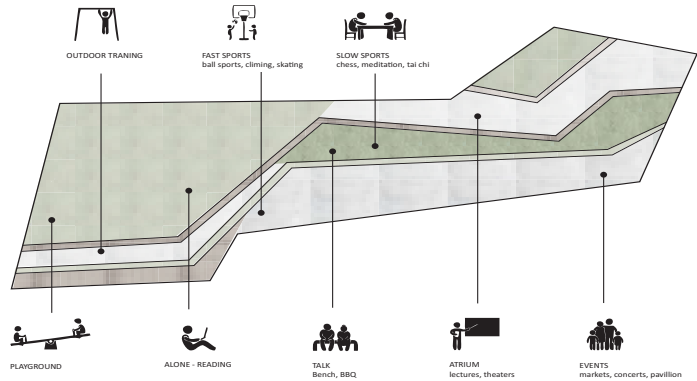 OUTDOOR TRANING
FAST SPORTS
ball sports, climing, skating
SLOW SPORTS
chess, meditation, tai chi
PLAYGROUND
ALONE - READING
TALK
Bench, BBQ
ATRIUM
lectures, theaters
EVENTS
markets, concerts, pavillion